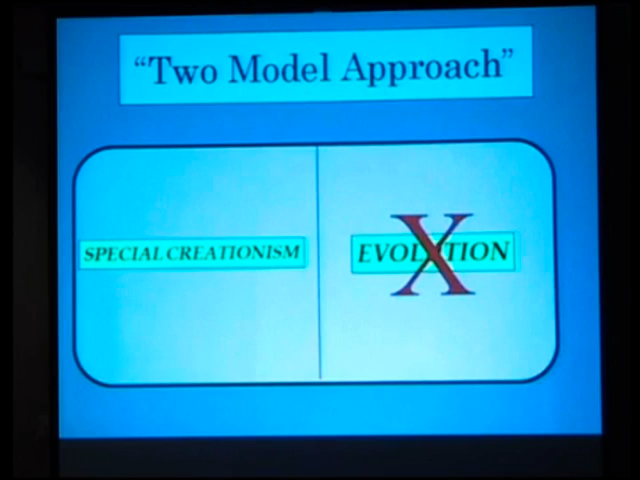 “Two Model Approach”
SPECIAL CREATIONISM
EVOLUTION
X